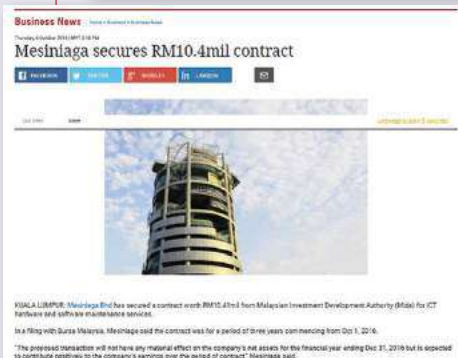 Business News
Mesiniaga secures RM10.4mil contract
FACEBOOK TWITTER GOOGLE+ LINKEDIN
KUALA LUMPUR: Mesiniaga Bhd has secured a contract worth RM10.41mil from Malaysian Investment Development Authority (Mida) for ICT
hardware and software maintenance services.
In a filing with Bursa Malaysia, Mesiniaga said the contract was for a period of three years commencing from Oct 1, 2016.
"The proposed transaction will not have any material effect on the company's net assets for the financial year ending Dec 31, 2016 but is expected
to contribute positively to the company's earnings over the period of contract" Mesiniaga said.